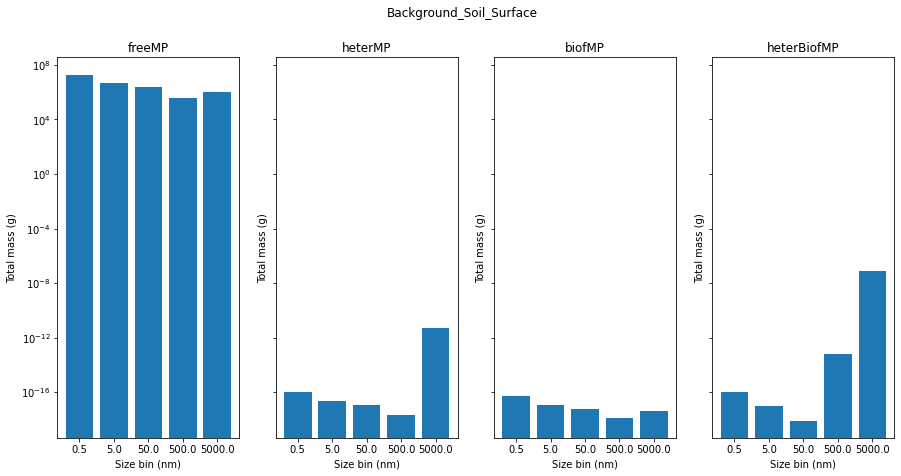 Background_Soil_Surface
freeMP
heterMP
biofMP
heterBiofMP
Total mass (g)
10^8
10^4
10^0
10^-4
10^-8
10^-12
10^-16
0.5 5.0 50.0 500.0 5000.0
Size bin (nm)
Total mass (g)
0.5 5.0 50.0 500.0 5000.0
Size bin (nm)
Total mass (g)
0.5 5.0 50.0 500.0 5000.0
Size bin (nm)
Total mass (g)
0.5 5.0 50.0 500.0 5000.0
Size bin (nm)